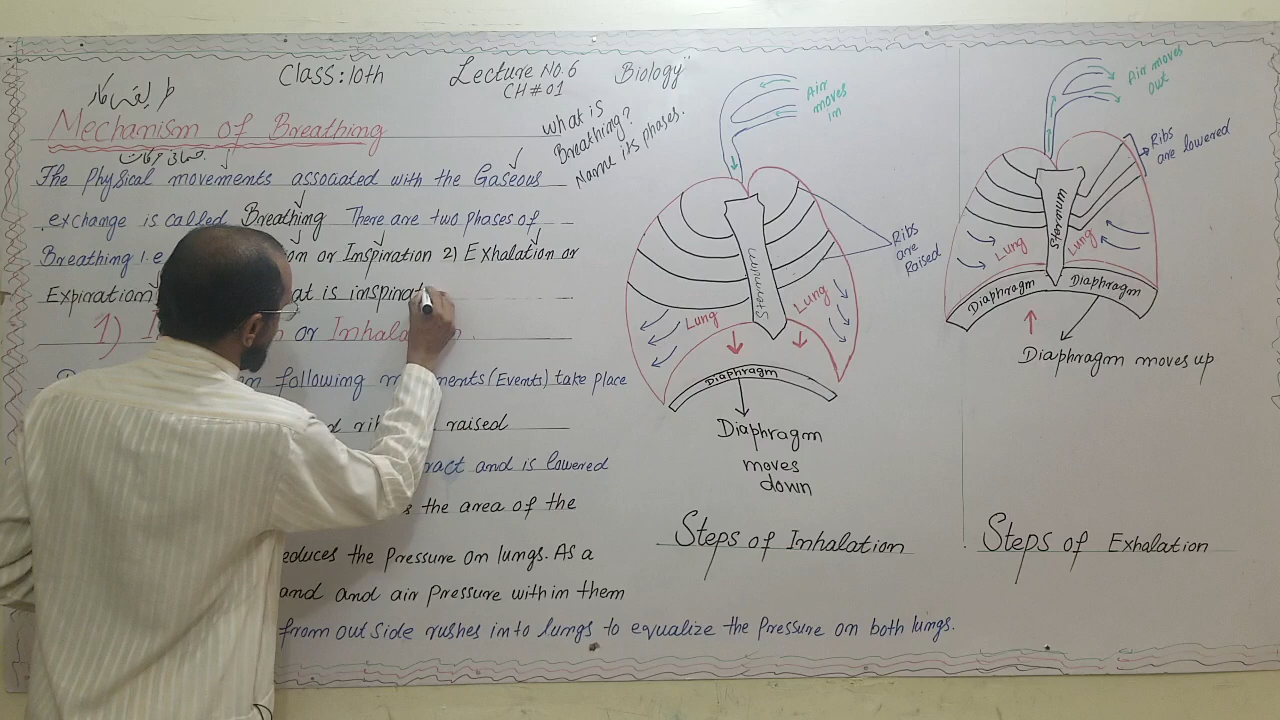 Class:10th
Lecture No.6
Biology"
CH#01
طریقہ کار
Mechanism of Breathing
what is
Breathing?
Name its phases.
جسمانی حرکات
The Physical movements associated with the Gaseous
exchange is called Breathing There are two phases of
Breathing i.e on or Inspiration 2) Exhalation or
Expiration at is inspirat
1) or Inhala
following take place
(Events)
raised
ract and is lowered
the area of the
educes the Pressure on lungs. As a
and and air Pressure within them
from out side rushes into lungs to equalize the Pressure on both lungs.
Air
moves
in
Ribs
are
Raised
Sternum
Lung
Lung
Diaphragm
Diaphragm
moves
down
Steps of Inhalation
Air moves
out
Ribs
are lowered
Sternum
Lung
Lung
Diaphragm
Diaphragm
Diaphragm moves up
Steps of Exhalation